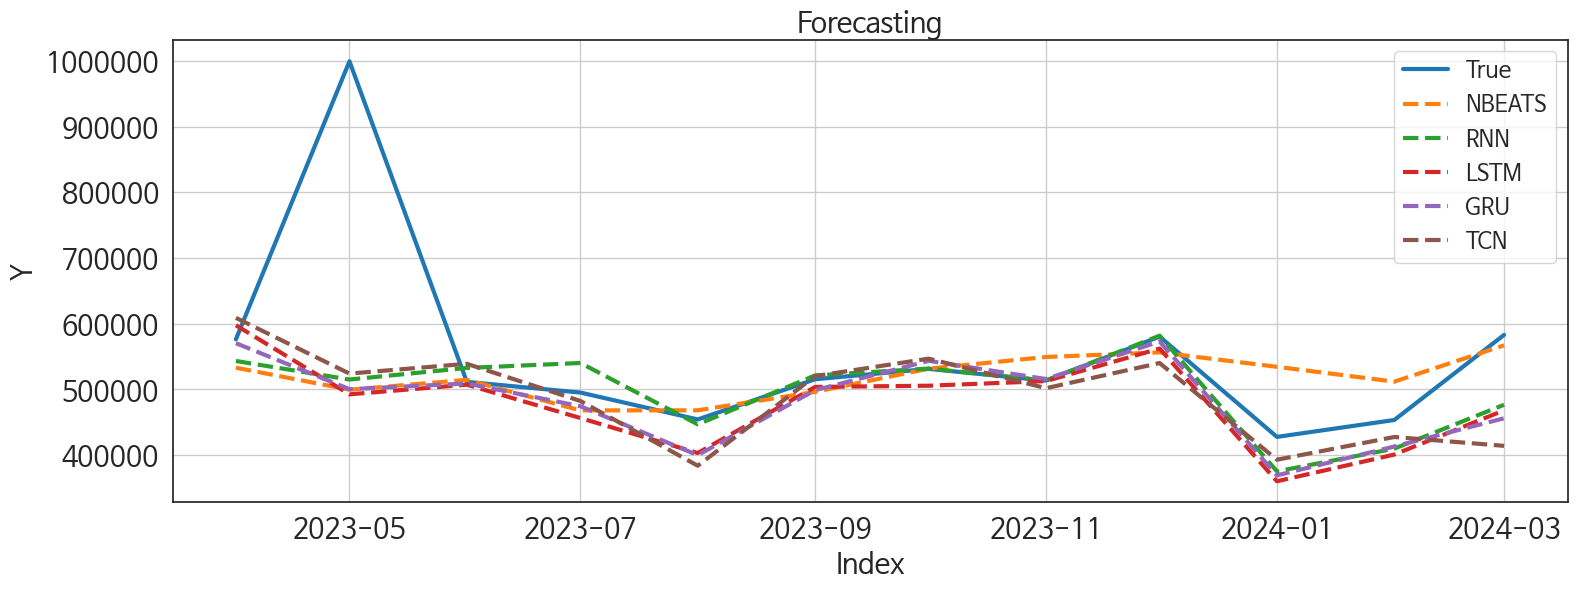 Forecasting
1000000
900000
800000
700000
600000
500000
400000
Y
True
NBEATS
RNN
LSTM
GRU
TCN
2023-05
2023-07
2023-09
2023-11
2024-01
2024-03
Index